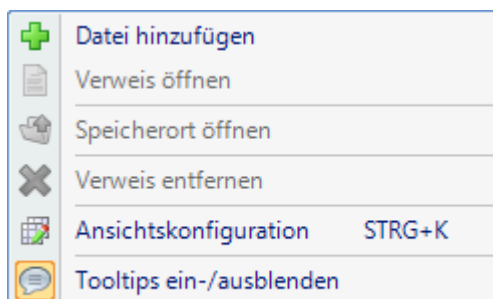 Datei hinzufügen
Verweis öffnen
Speicherort öffnen
Verweis entfernen
Ansichtskonfiguration STRG+K
Tooltips ein-/ausblenden